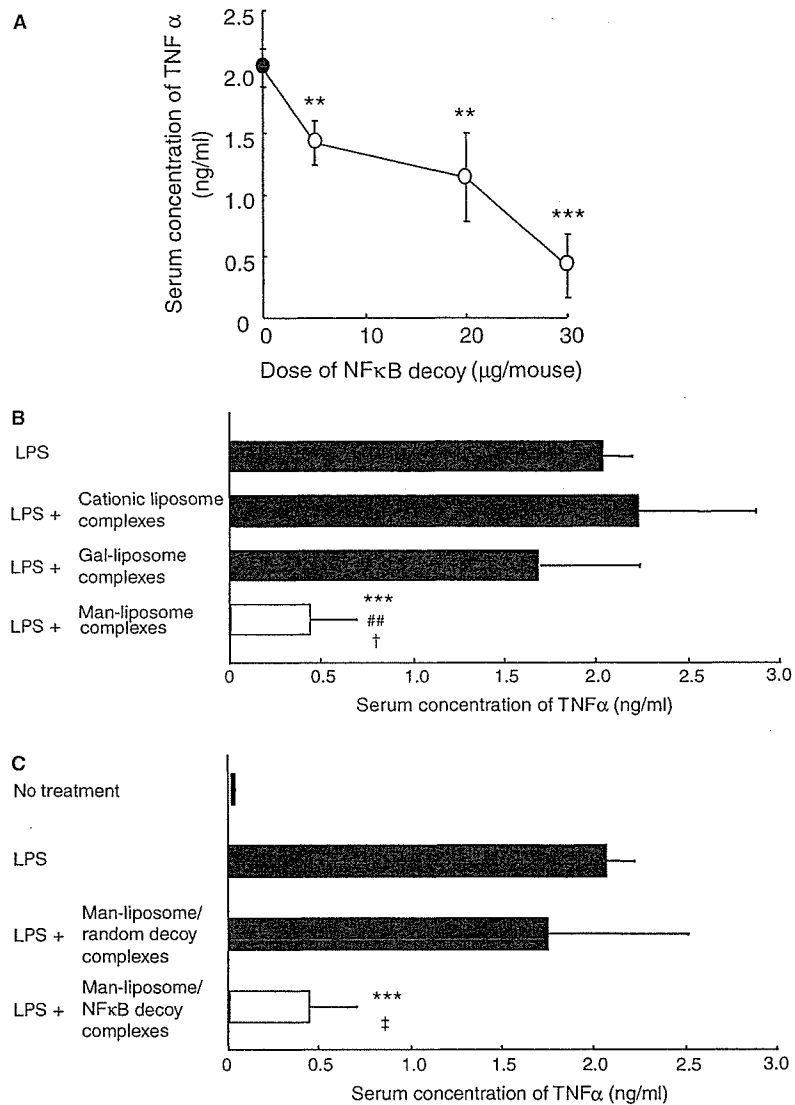 A
Serum concentration of TNF α
(ng/ml)
2.5
2.0
1.5
1.0
0.5
0
**
**
***
0
10
20
30
Dose of NFκB decoy (μg/mouse)
B
LPS
LPS + Cationic liposome
complexes
LPS + Gal-liposome
complexes
LPS + Man-liposome
complexes
***
##
†
0 0.5 1.0 1.5 2.0 2.5 3.0
Serum concentration of TNFα (ng/ml)
C
No treatment
LPS
LPS + Man-liposome/
random decoy
complexes
LPS + Man-liposome/
NFκB decoy
complexes
***
‡
0 0.5 1.0 1.5 2.0 2.5 3.0
Serum concentration of TNFα (ng/ml)